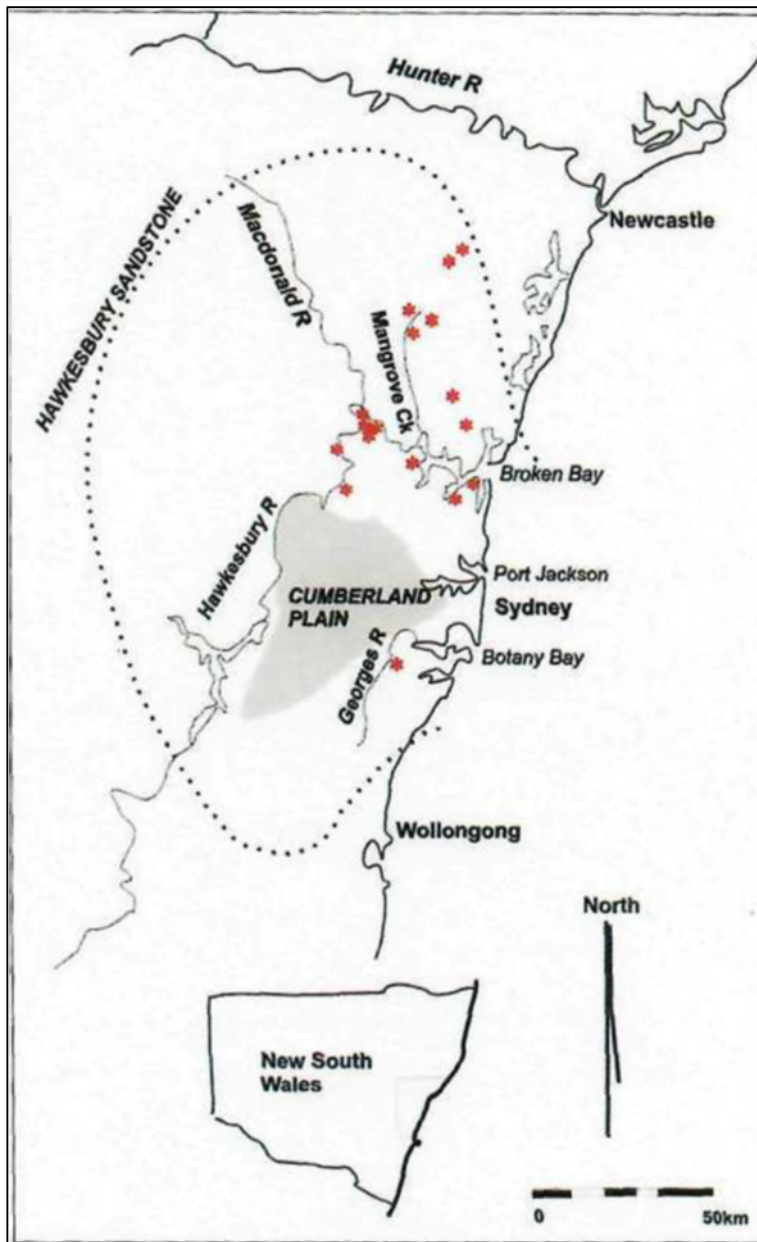 Hunter R
Newcastle
HAWKESBURY SANDSTONE
Macdonald R
Mangrove Ck
Broken Bay
Hawkesbury R
Port Jackson
CUMBERLAND
PLAIN
Sydney
Georges R
Botany Bay
Wollongong
North
New South
Wales
0 50km